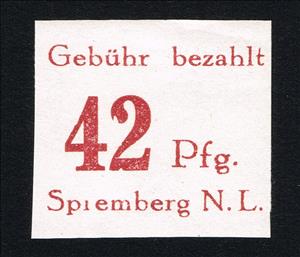 Gebühr bezahlt
42 Pfg.
Spremberg N.L.